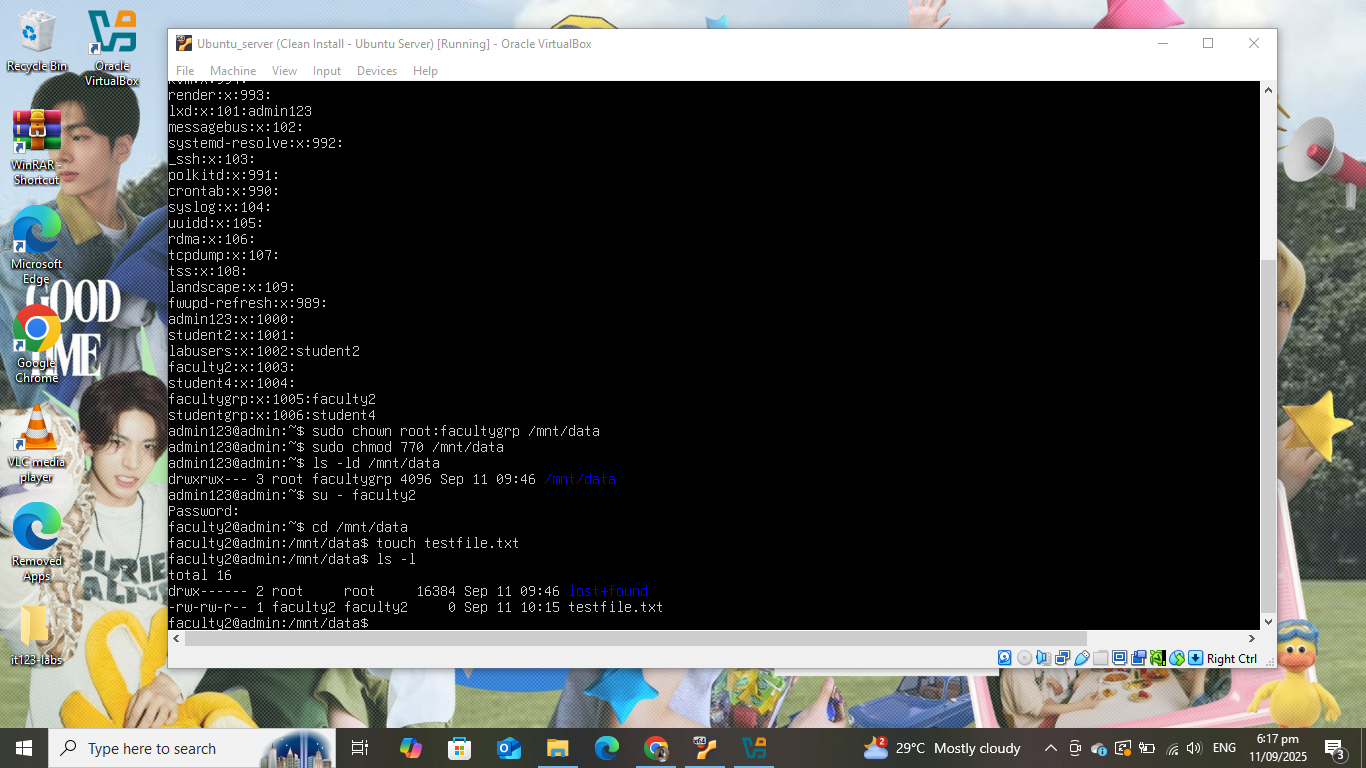 Recycle Bin
Oracle
VirtualBox
WinRAR -
Shortcut
Microsoft
Edge
GOOD
TIME
Google
Chrome
VLC media
player
Removed
Apps
it123-labs
Ubuntu_server (Clean Install - Ubuntu Server) [Running] - Oracle VirtualBox
File Machine View Input Devices Help
render:x:993:
lxd:x:101:admin123
messagebus:x:102:
systemd-resolve:x:992:
_ssh:x:103:
polkitd:x:991:
crontab:x:990:
syslog:x:104:
uuidd:x:105:
rdma:x:106:
tcpdump:x:107:
tss:x:108:
landscape:x:109:
fwupd-refresh:x:989:
admin123:x:1000:
student2:x:1001:
labusers:x:1002:student2
faculty2:x:1003:
student4:x:1004:
facultygrp:x:1005:faculty2
studentgrp:x:1006:student4
admin123@admin:~$ sudo chown root:facultygrp /mnt/data
admin123@admin:~$ sudo chmod 770 /mnt/data
admin123@admin:~$ ls -ld /mnt/data
drwxrwx--- 3 root facultygrp 4096 Sep 11 09:46 /mnt/data
admin123@admin:~$ su - faculty2
Password:
faculty2@admin:~$ cd /mnt/data
faculty2@admin:/mnt/data$ touch testfile.txt
faculty2@admin:/mnt/data$ ls -l
total 16
drwx------ 2 root root 16384 Sep 11 09:46 lost+found
-rw-rw-r-- 1 faculty2 faculty2 0 Sep 11 10:15 testfile.txt
faculty2@admin:/mnt/data$
Right Ctrl
Type here to search
29°C Mostly cloudy
ENG
6:17 pm
11/09/2025